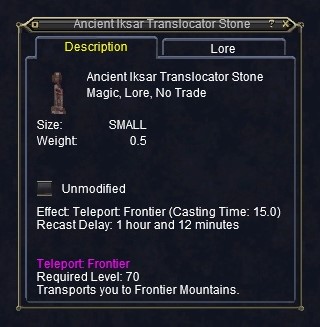 Ancient Iksar Translocator Stone ? X
Description Lore
Ancient Iksar Translocator Stone
Magic, Lore, No Trade
Size: SMALL
Weight: 0.5
Unmodified
Effect: Teleport: Frontier (Casting Time: 15.0)
Recast Delay: 1 hour and 12 minutes
Teleport: Frontier
Required Level: 70
Transports you to Frontier Mountains.